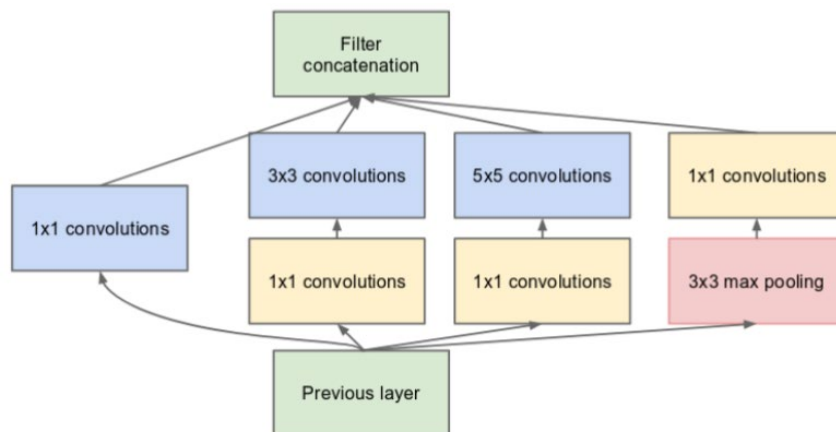 Filter
concatenation
3x3 convolutions
5x5 convolutions
1x1 convolutions
1x1 convolutions
1x1 convolutions
1x1 convolutions
3x3 max pooling
Previous layer